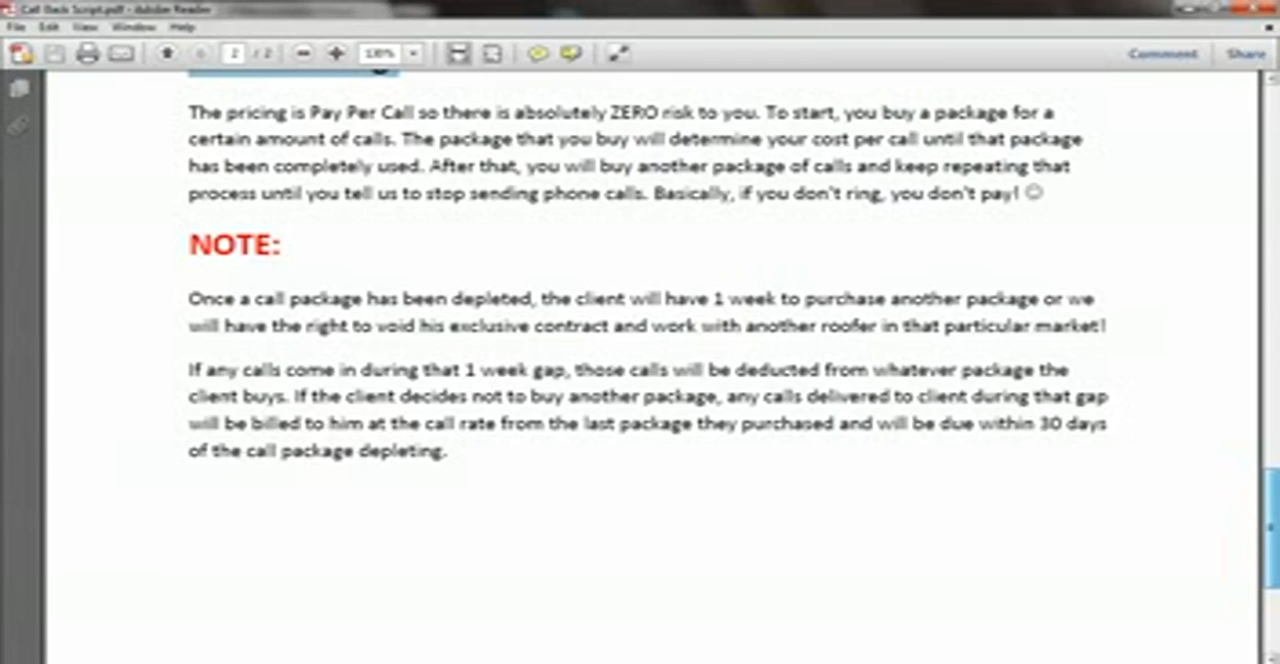 Call Back Script.pdf - Adobe Reader
File Edit View Window Help
2 / 2 130% Comment Share
The pricing is Pay Per Call so there is absolutely ZERO risk to you. To start, you buy a package for a
certain amount of calls. The package that you buy will determine your cost per call until that package
has been completely used. After that, you will buy another package of calls and keep repeating that
process until you tell us to stop sending phone calls. Basically, if you don't ring, you don't pay! ☺
NOTE:
Once a call package has been depleted, the client will have 1 week to purchase another package or we
will have the right to void his exclusive contract and work with another roofer in that particular market!
If any calls come in during that 1 week gap, those calls will be deducted from whatever package the
client buys. If the client decides not to buy another package, any calls delivered to client during that gap
will be billed to him at the call rate from the last package they purchased and will be due within 30 days
of the call package depleting.